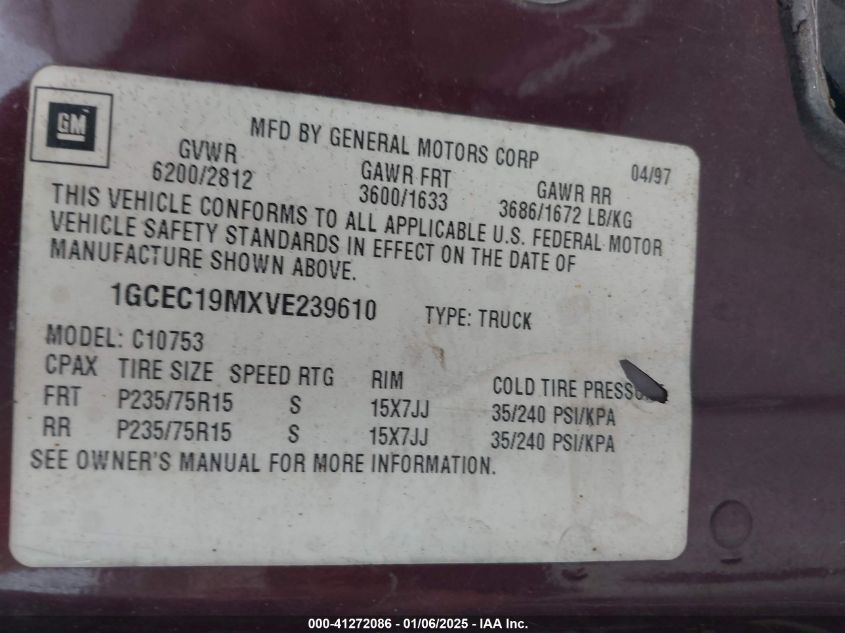 GM
MFD BY GENERAL MOTORS CORP 04/97
GVWR GAWR FRT GAWR RR
6200/2812 3600/1633 3686/1672 LB/KG
THIS VEHICLE CONFORMS TO ALL APPLICABLE U.S. FEDERAL MOTOR
VEHICLE SAFETY STANDARDS IN EFFECT ON THE DATE OF
MANUFACTURE SHOWN ABOVE.
1GCEC19MXVE239610 TYPE: TRUCK
MODEL: C10753
CPAX TIRE SIZE SPEED RTG RIM COLD TIRE
FRT P235/75R15 S 15X7JJ 35/240 PSI/KPA
RR P235/75R15 S 15X7JJ 35/240 PSI/KPA
SEE OWNER'S MANUAL FOR MORE INFORMATION.
000-41272086 - 01/06/2025 - IAA Inc.